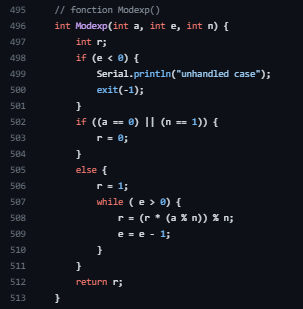 495 // fonction Modexp()
496 int Modexp(int a, int e, int n) {
497 int r;
498 if (e < 0) {
499 Serial.println("unhandled case");
500 exit(-1);
501 }
502 if ((a == 0) || (n == 1)) {
503 r = 0;
504 }
505 else {
506 r = 1;
507 while ( e > 0) {
508 r = (r * (a % n)) % n;
509 e = e - 1;
510 }
511 }
512 return r;
513 }